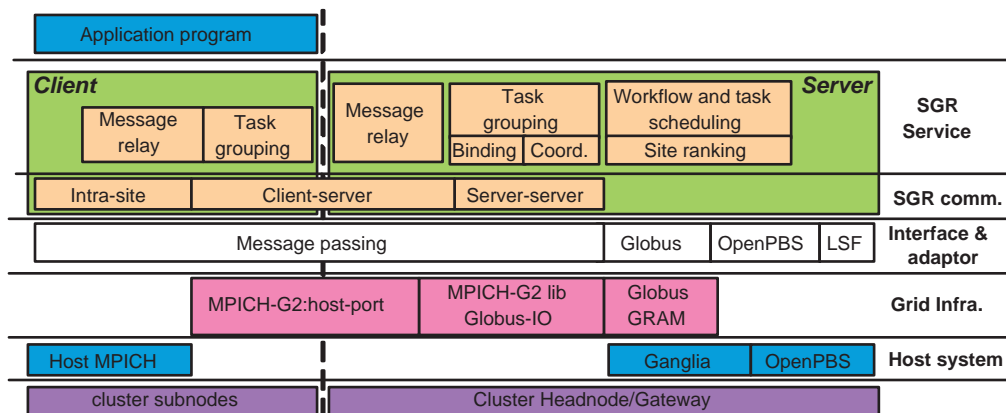 Application program
Client
Server
Message relay
Task grouping
Message relay
Task grouping
Binding
Coord.
Workflow and task scheduling
Site ranking
SGR Service
Intra-site
Client-server
Server-server
SGR comm.
Message passing
Globus
OpenPBS
LSF
Interface & adaptor
MPICH-G2:host-port
MPICH-G2 lib Globus-IO
Globus GRAM
Grid Infra.
Host MPICH
Ganglia
OpenPBS
Host system
cluster subnodes
Cluster Headnode/Gateway